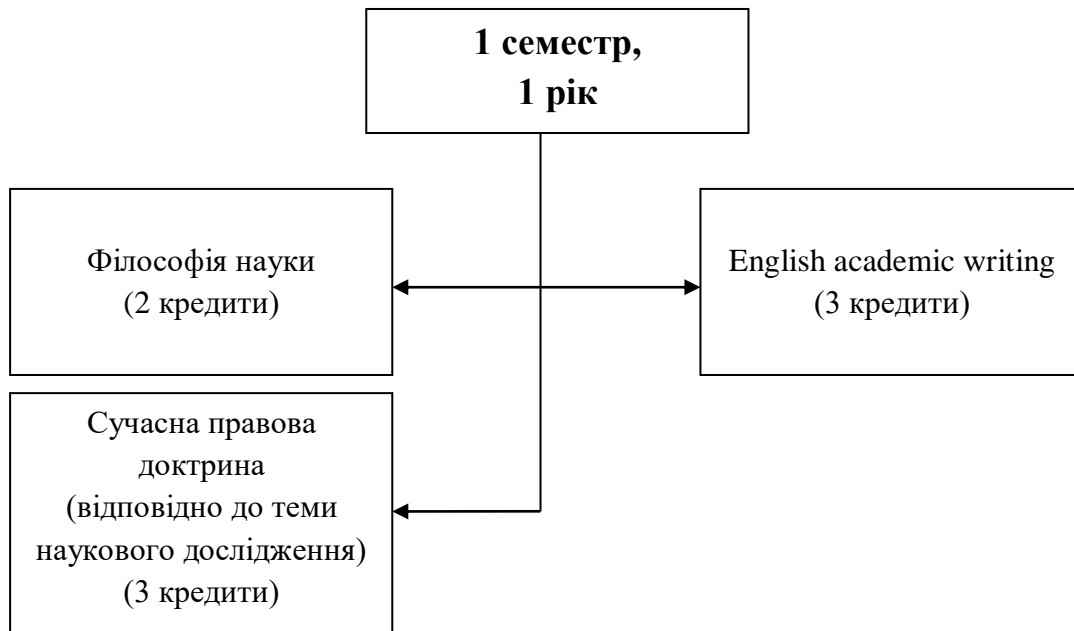 1 семестр,
1 рік
Філософія науки
(2 кредити)
English academic writing
(3 кредити)
Сучасна правова
доктрина
(відповідно до теми
наукового дослідження)
(3 кредити)